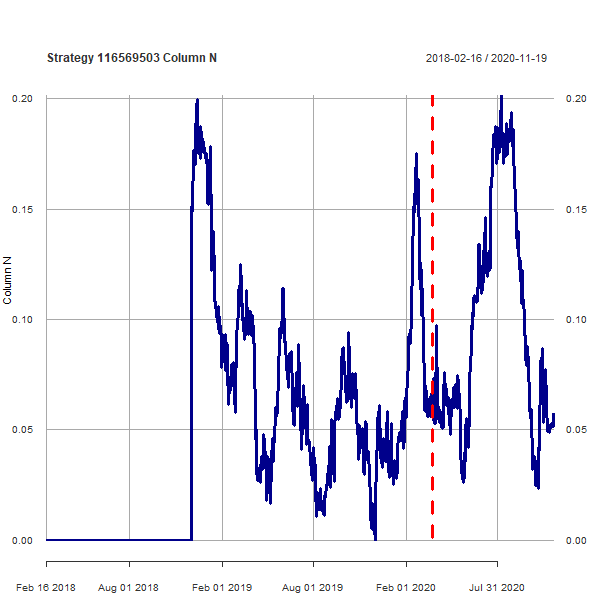 Strategy 116569503 Column N
2018-02-16 / 2020-11-19
0.20
0.20
0.15
0.15
0.10
0.10
0.05
0.05
0.00
0.00
Column N
Feb 16 2018
Aug 01 2018
Feb 01 2019
Aug 01 2019
Feb 01 2020
Jul 31 2020